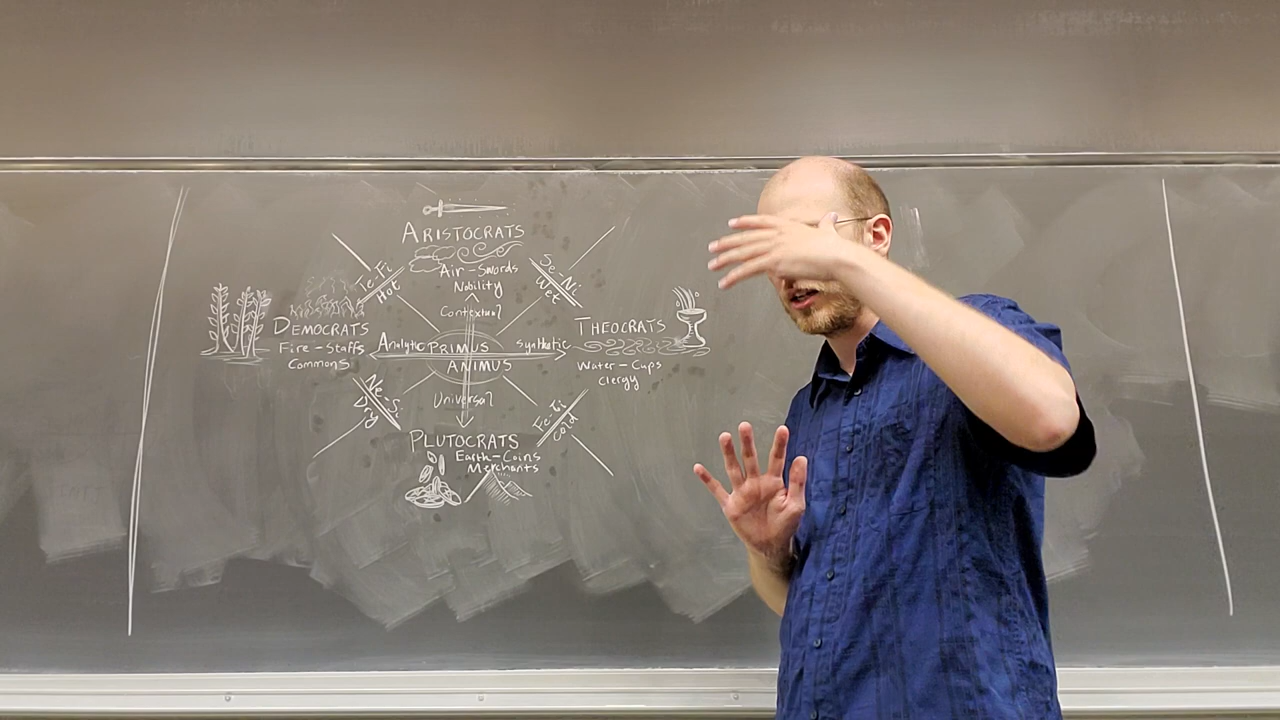 ARISTOCRATS
Air - Swords
Nobility
Contextual
Te-Fi
Hot
Se-Ni
Wet
DEMOCRATS
Fire - Staffs
Commons
Analytic
PRIMUS
ANIMUS
Synthetic
THEOCRATS
Water - Cups
Clergy
Universal
Ne-Si
Dry
Fe-Ti
Cold
PLUTOCRATS
Earth - Coins
Merchants